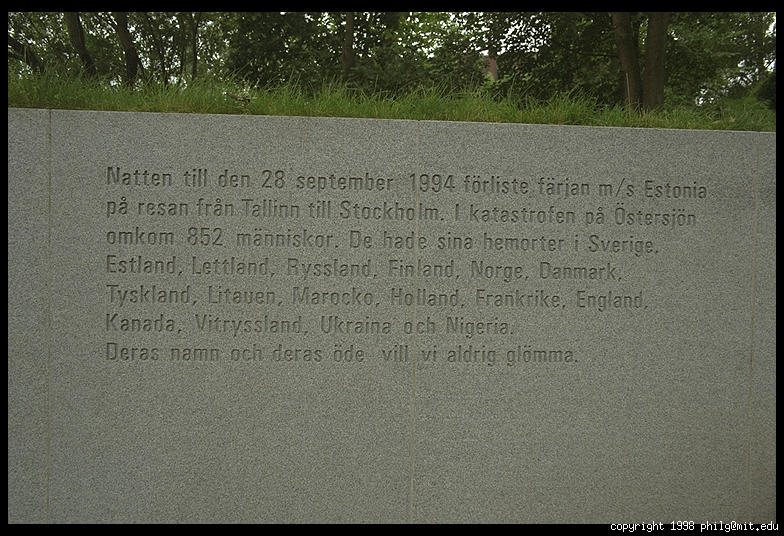 Natten till den 28 september 1994 förliste färjan m/s Estonia
på resan från Tallinn till Stockholm. I katastrofen på Östersjön
omkom 852 människor. De hade sina hemorter i Sverige,
Estland, Lettland, Ryssland, Finland, Norge, Danmark,
Tyskland, Litauen, Marocko, Holland, Frankrike, England,
Kanada, Vitryssland, Ukraina och Nigeria.
Deras namn och deras öde vill vi aldrig glömma.
copyright 1998 philg@mit.edu